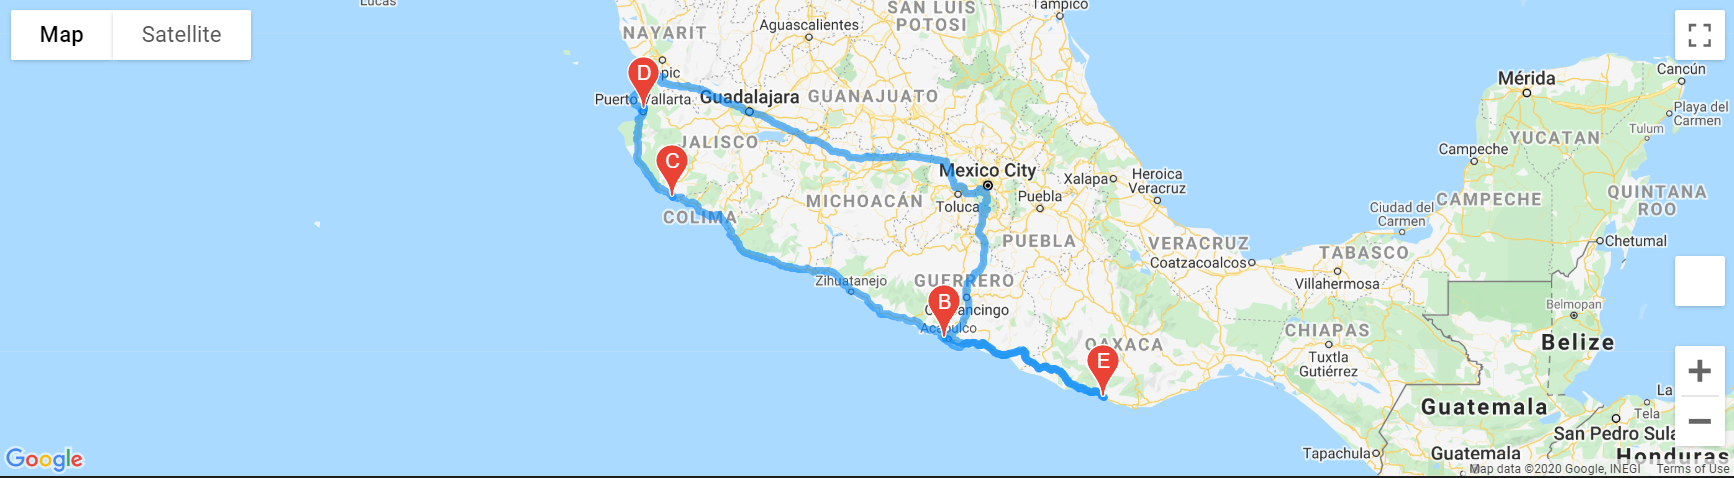 Map
Satellite
Lucas
Tampico
SAN LUIS
POTOSI
Aguascalientes
NAYARIT
D
pic
Puerto Vallarta
Guadalajara
GUANAJUATO
JALISCO
C
COLIMA
MICHOACÁN
Mexico City
Toluca
Puebla
Xalapa
Heroica
Veracruz
PUEBLA
VERACRUZ
Coatzacoalcos
GUERRERO
Zihuatanejo
B
Acapulco
OAXACA
E
TABASCO
Villahermosa
CHIAPAS
Tuxtla
Gutiérrez
Tapachula
Ciudad del
Carmen
CAMPECHE
Campeche
Mérida
YUCATAN
Cancún
Playa del
Carmen
Tulum
QUINTANA
ROO
Chetumal
Belmopan
Belize
Guatemala
Guatemala
La
Tela
San Pedro Sula
Honduras
Google
Map data ©2020 Google, INEGI
Terms of Use